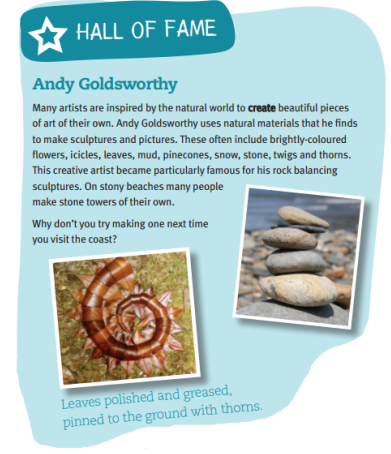 HALL OF FAME
Andy Goldsworthy
Many artists are inspired by the natural world to create beautiful pieces
of art of their own. Andy Goldsworthy uses natural materials that he finds
to make sculptures and pictures. These often include brightly-coloured
flowers, icicles, leaves, mud, pinecones, snow, stone, twigs and thorns.
This creative artist became particularly famous for his rock balancing
sculptures. On stony beaches many people
make stone towers of their own.
Why don't you try making one next time
you visit the coast?
Leaves polished and greased,
pinned to the ground with thorns.